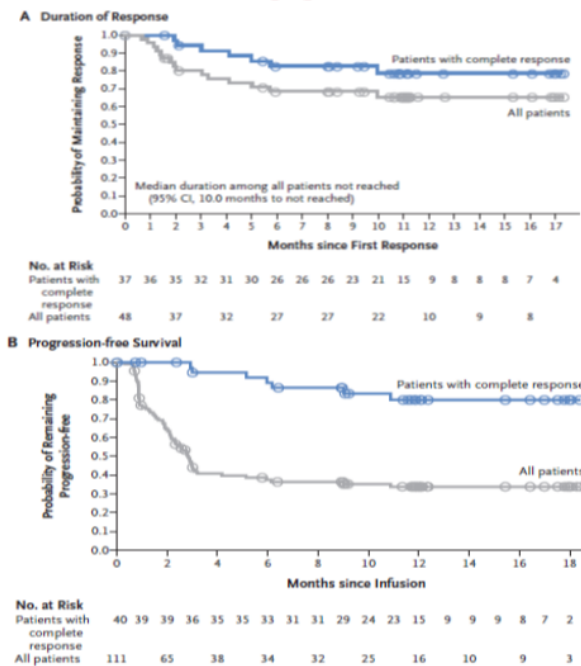 A Duration of Response
Probability of Maintaining Response
1.0
0.9
0.8
0.7
0.6
0.5
0.4
0.3
0.2
0.1
0.0
Patients with complete response
All patients
Median duration among all patients not reached
(95% CI, 10.0 months to not reached)
0 1 2 3 4 5 6 7 8 9 10 11 12 13 14 15 16 17
Months since First Response
No. at Risk
Patients with complete response 37 36 35 32 31 30 26 26 26 23 21 15 9 8 8 8 7 4
All patients 48 37 32 27 27 22 10 9 8
B Progression-free Survival
Probability of Remaining
Progression-free
1.0
0.9
0.8
0.7
0.6
0.5
0.4
0.3
0.2
0.1
0.0
Patients with complete response
All patients
0 2 4 6 8 10 12 14 16 18
Months since Infusion
No. at Risk
Patients with complete response 40 39 39 36 35 35 33 31 31 29 24 23 15 9 9 9 8 7 2
All patients 111 65 38 34 32 25 16 10 9 3